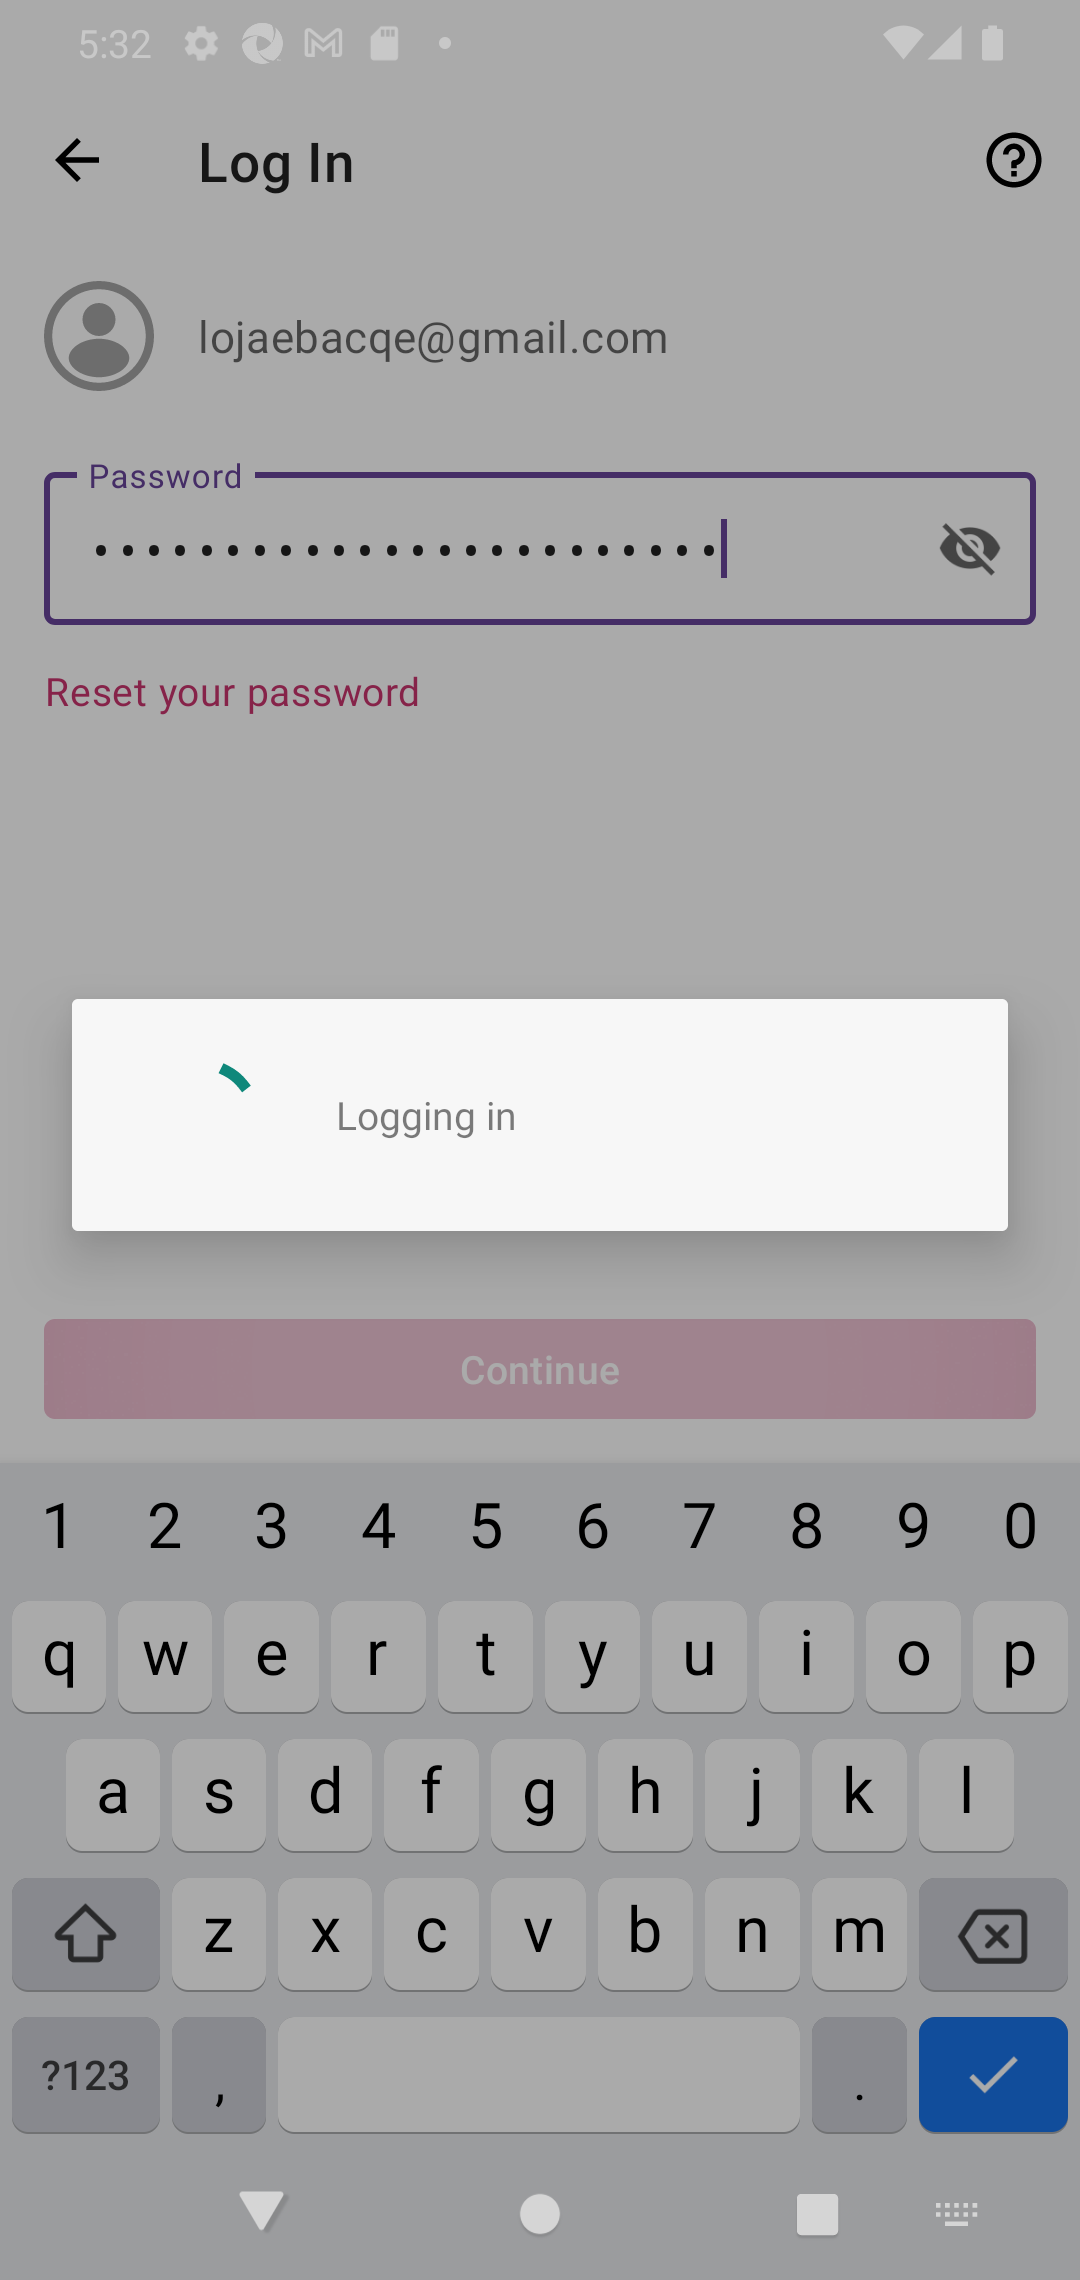 5:32
Log In
lojaebacqe@gmail.com
Password
••••••••••••••••••••••••
Reset your password
Logging in
Continue
1 2 3 4 5 6 7 8 9 0
q w e r t y u i o p
a s d f g h j k l
z x c v b n m
?123 , .